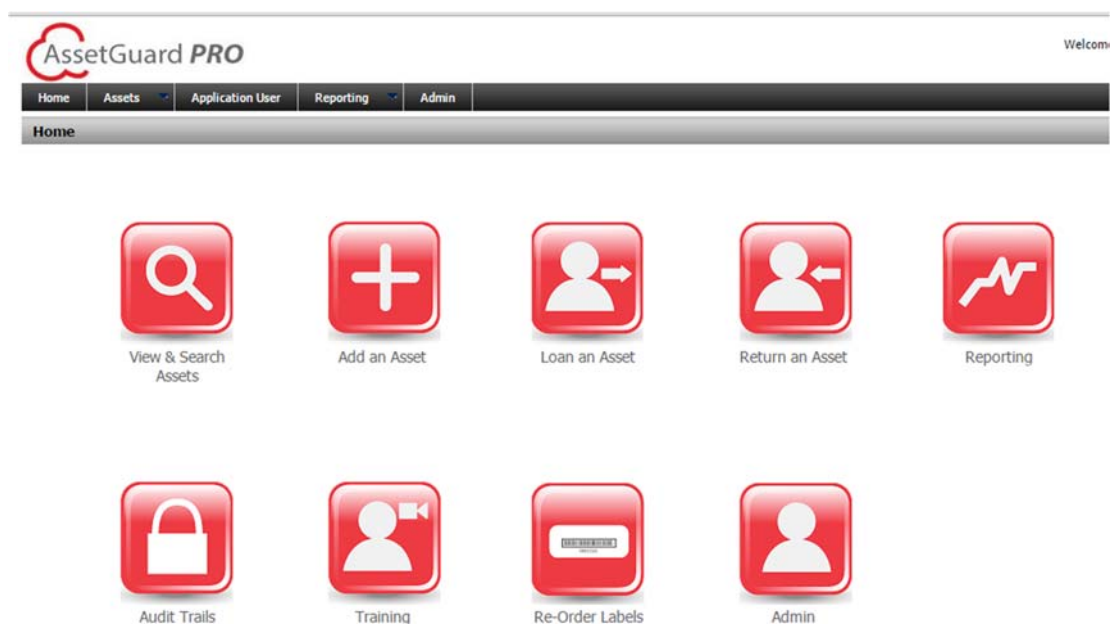 AssetGuard PRO
Welcome
Home Assets Application User Reporting Admin
Home
View & Search
Assets
Add an Asset
Loan an Asset
Return an Asset
Reporting
Audit Trails
Training
Re-Order Labels
Admin